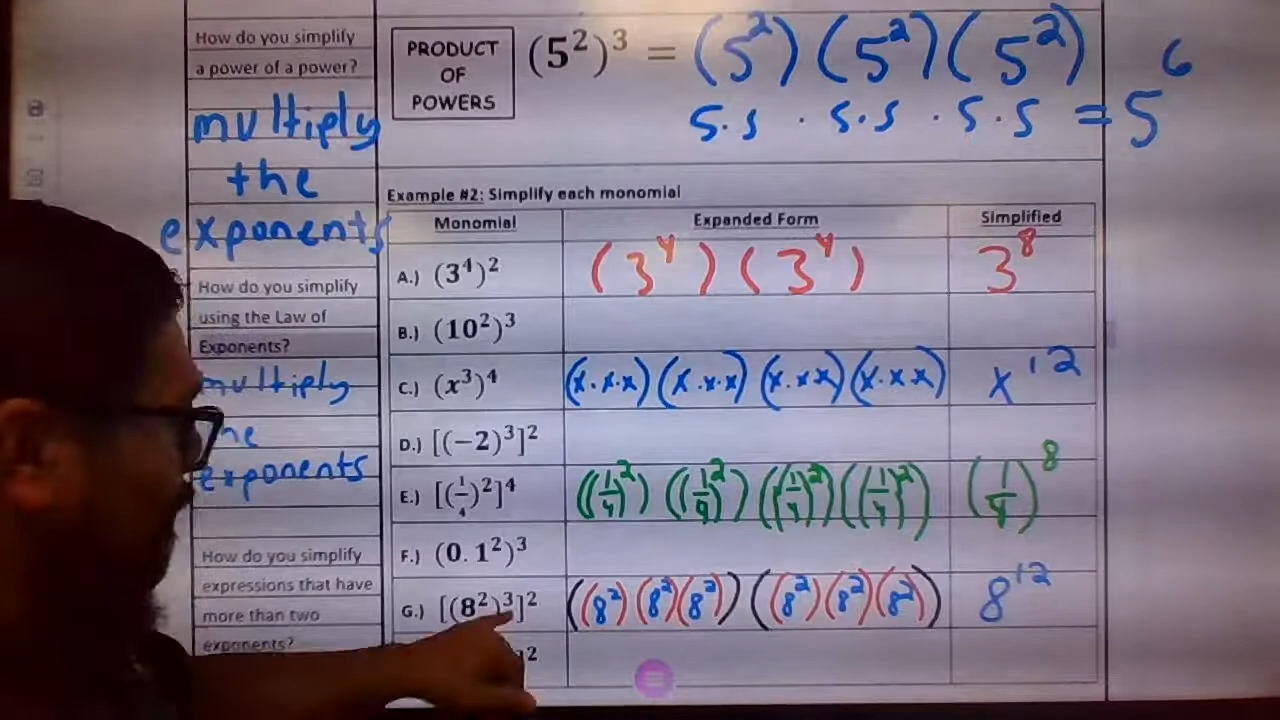 How do you simplify
a power of a power?
multiply
the
exponents
How do you simplify
using the Law of
Exponents?
multiply
he
exponents
How do you simplify
expressions that have
more than two
exponents?
PRODUCT
OF
POWERS
(5²)³ = (5²) (5²) (5²)
5·5 · 5·5 · 5·5 = 5⁶
Example #2: Simplify each monomial
Monomial Expanded Form Simplified
A.) (3⁴)² (3⁴) (3⁴) 3⁸
B.) (10²)³
C.) (x³)⁴ (x·x·x) (x·x·x) (x·x·x) (x·x·x) x¹²
D.) [(−2)³]²
E.) [(1/4)²]⁴ ((1/4)²) ((1/4)²) ((1/4)²) ((1/4)²) (1/4)⁸
F.) (0.1²)³
G.) [(8²)³]² ((8²)(8²)(8²)) ((8²)(8²)(8²)) 8¹²
]²